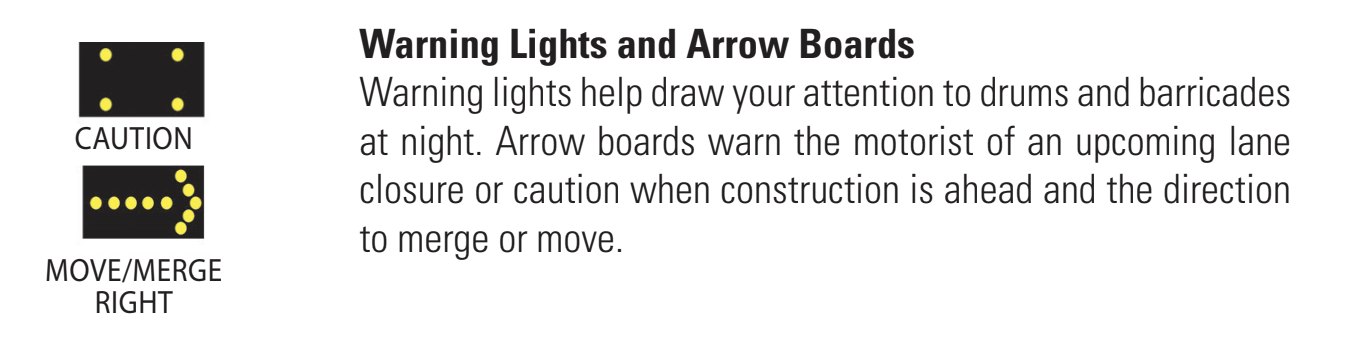 Warning Lights and Arrow Boards
Warning lights help draw your attention to drums and barricades
at night. Arrow boards warn the motorist of an upcoming lane
closure or caution when construction is ahead and the direction
to merge or move.
CAUTION
MOVE/MERGE
RIGHT